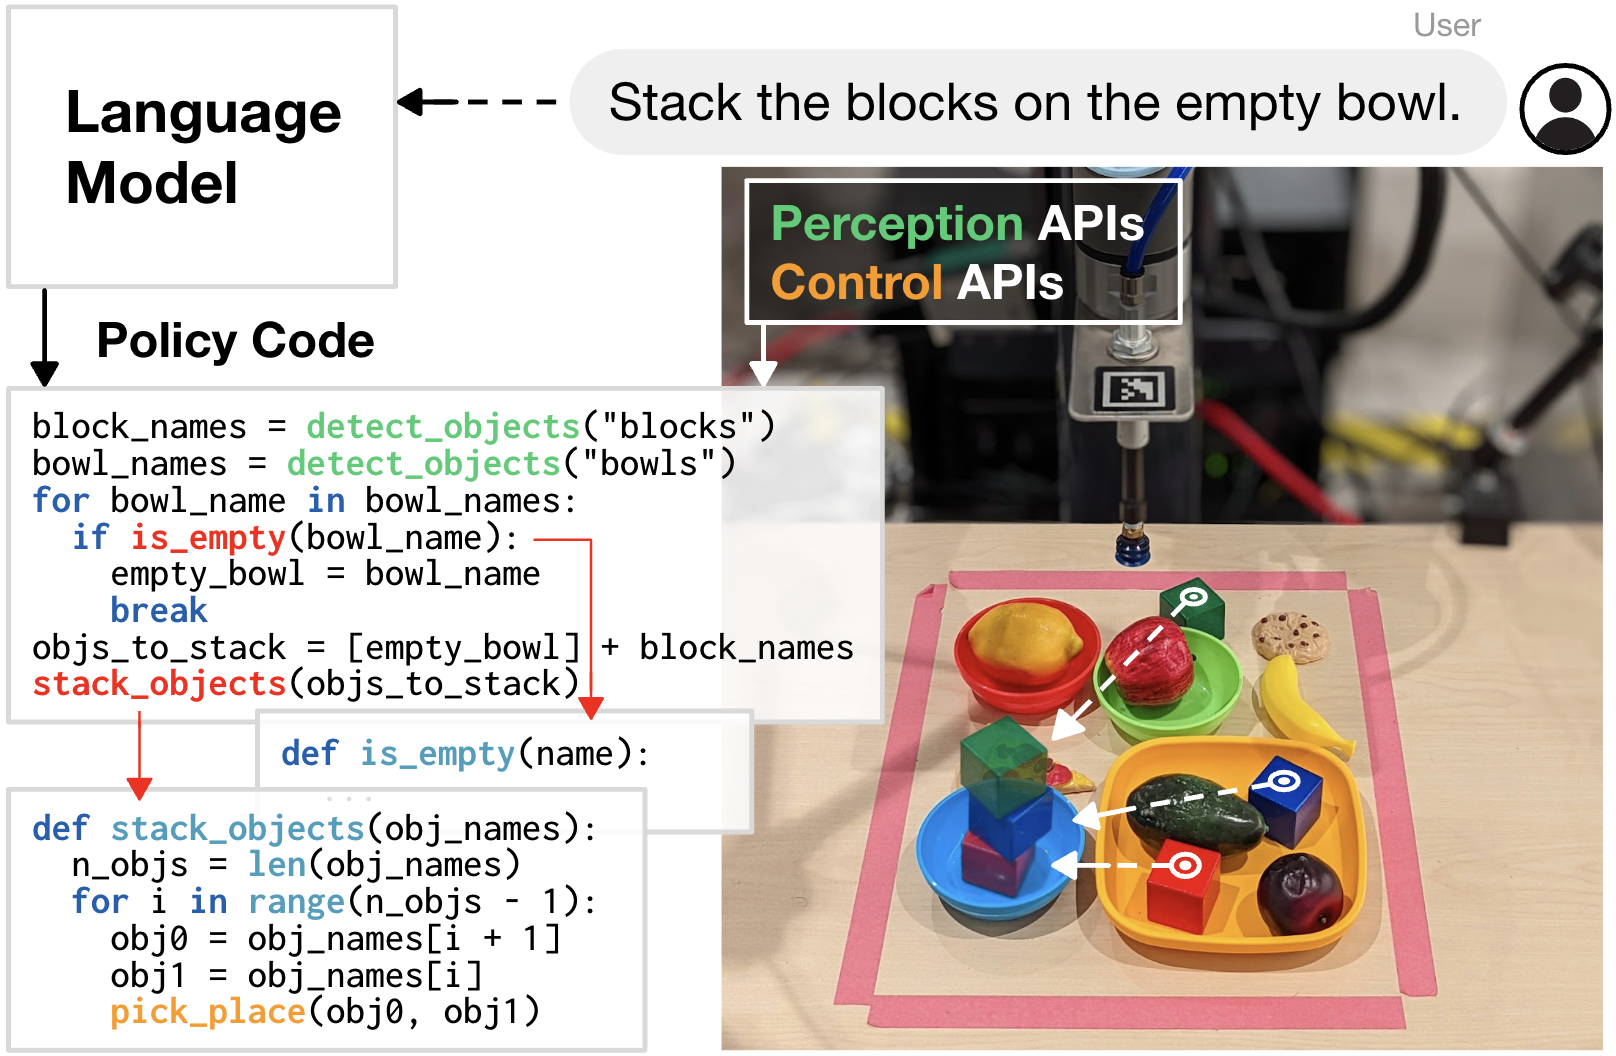 User
Stack the blocks on the empty bowl.
Language
Model
Perception APIs
Control APIs
Policy Code
block_names = detect_objects("blocks")
bowl_names = detect_objects("bowls")
for bowl_name in bowl_names:
  if is_empty(bowl_name):
    empty_bowl = bowl_name
    break
objs_to_stack = [empty_bowl] + block_names
stack_objects(objs_to_stack)
def is_empty(name):
...
def stack_objects(obj_names):
  n_objs = len(obj_names)
  for i in range(n_objs - 1):
    obj0 = obj_names[i + 1]
    obj1 = obj_names[i]
    pick_place(obj0, obj1)